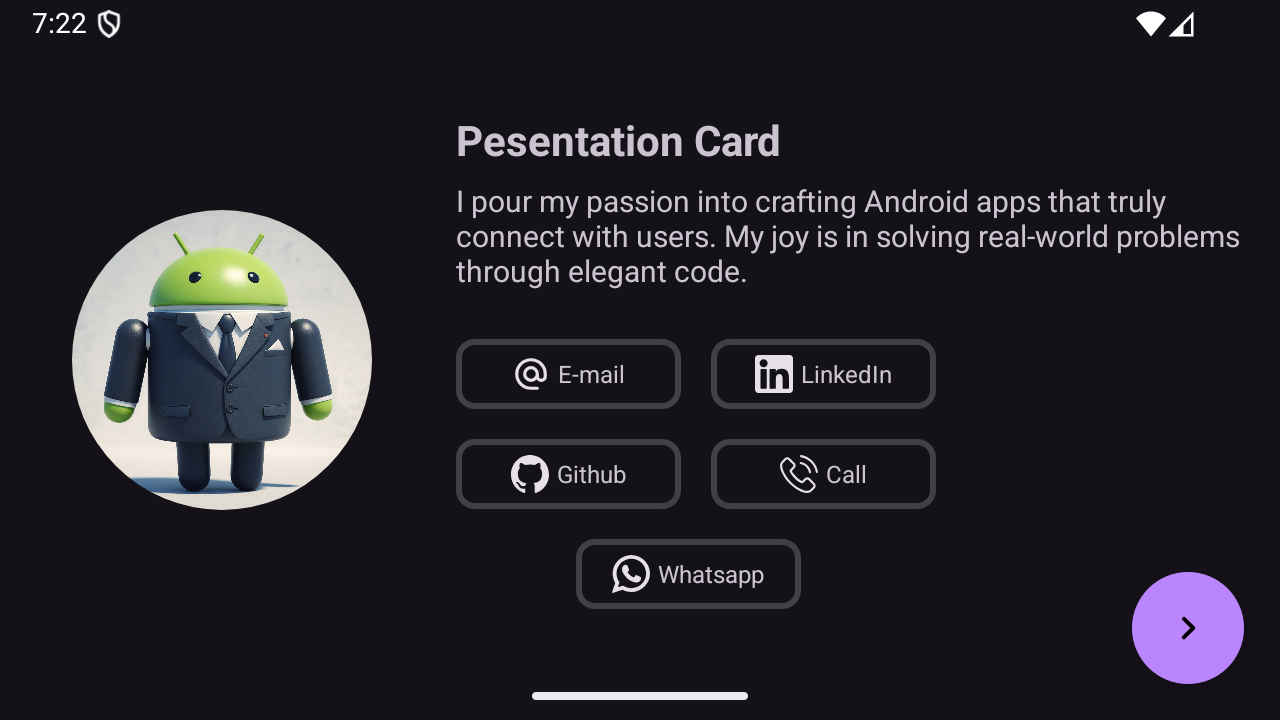 7:22
Pesentation Card
I pour my passion into crafting Android apps that truly
connect with users. My joy is in solving real-world problems
through elegant code.
E-mail
LinkedIn
Github
Call
Whatsapp